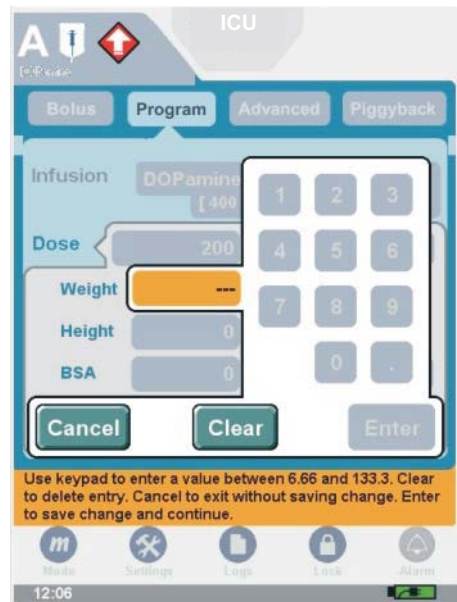 ICU
A
Bolus Program Advanced Piggyback
Infusion DOPamine
[ 400
1 2 3
Dose 200
4 5 6
Weight ---
7 8 9
Height 0
BSA 0
0 .
Cancel Clear Enter
Use keypad to enter a value between 6.66 and 133.3. Clear
to delete entry. Cancel to exit without saving change. Enter
to save change and continue.
m
Mode Settings Logs Lock Alarm
12:06